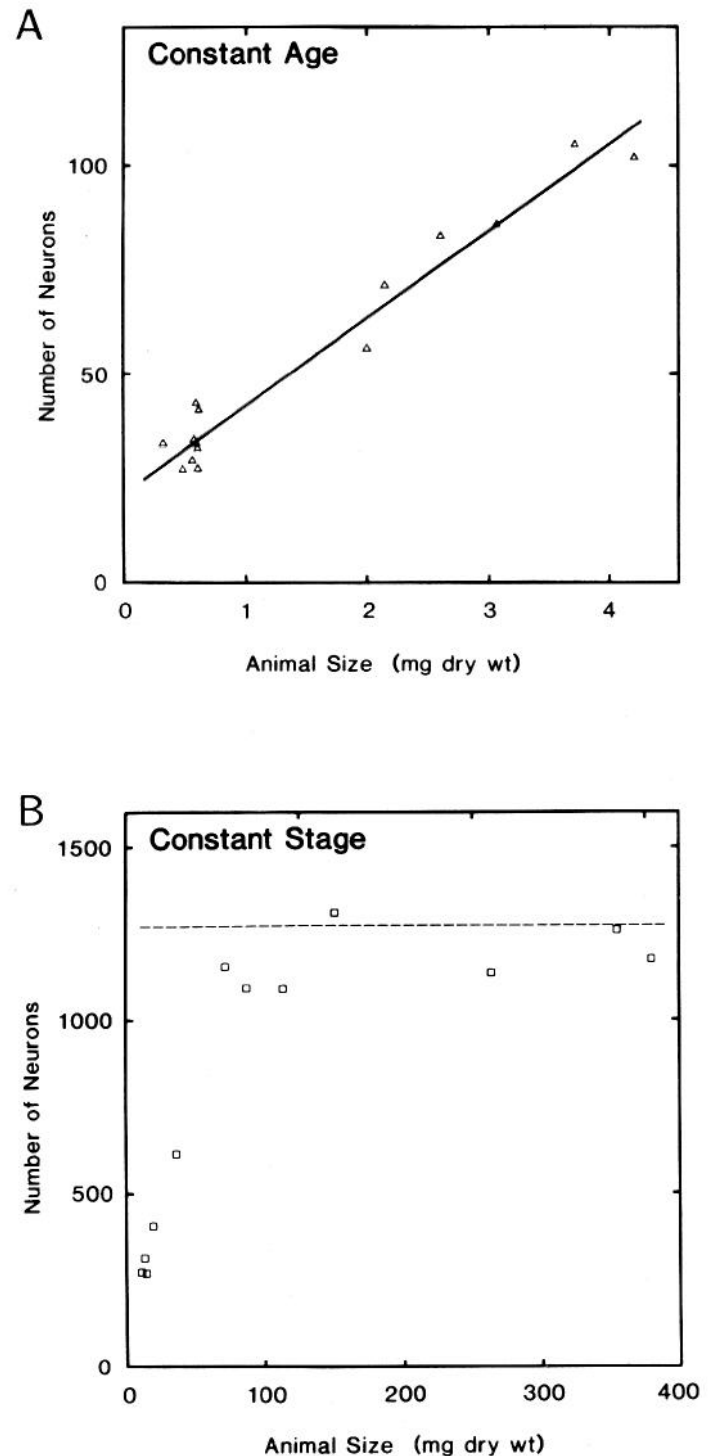 A
Constant Age
100
50
0
0 1 2 3 4
Number of Neurons
Animal Size (mg dry wt)
B
Constant Stage
1500
1000
500
0
0 100 200 300 400
Number of Neurons
Animal Size (mg dry wt)